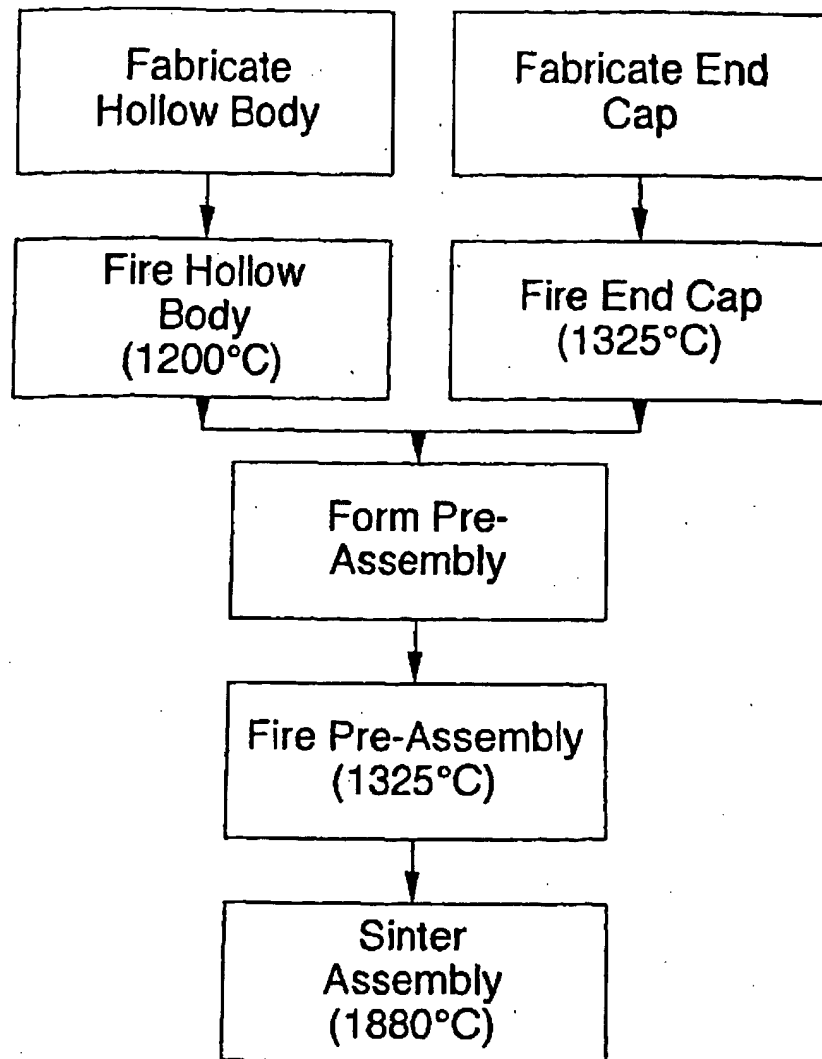 Fabricate
Hollow Body
Fabricate End
Cap
Fire Hollow
Body
(1200°C)
Fire End Cap
(1325°C)
Form Pre-
Assembly
Fire Pre-Assembly
(1325°C)
Sinter
Assembly
(1880°C)